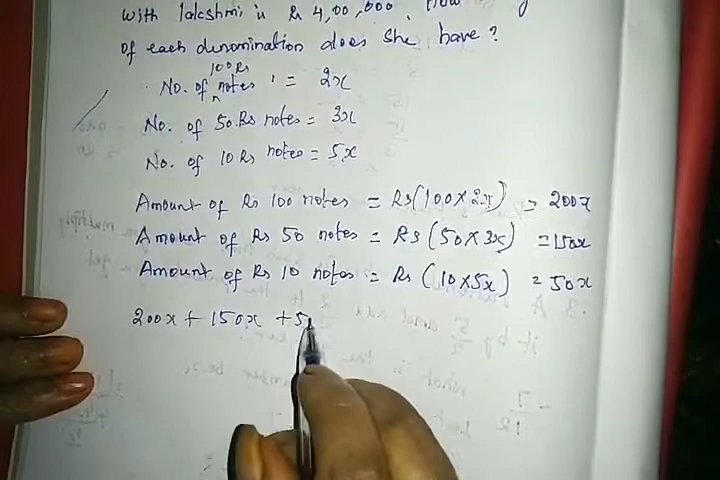 with lakshmi is Rs 4,00,000. How
of each denomination does she have?
No. of 100 Rs notes = 2x
No. of 50 Rs notes = 3x
No. of 10 Rs notes = 5x
Amount of Rs 100 notes = Rs (100 × 2x) = 200x
Amount of Rs 50 notes = Rs (50 × 3x) = 150x
Amount of Rs 10 notes = Rs (10 × 5x) = 50x
200x + 150x + 5